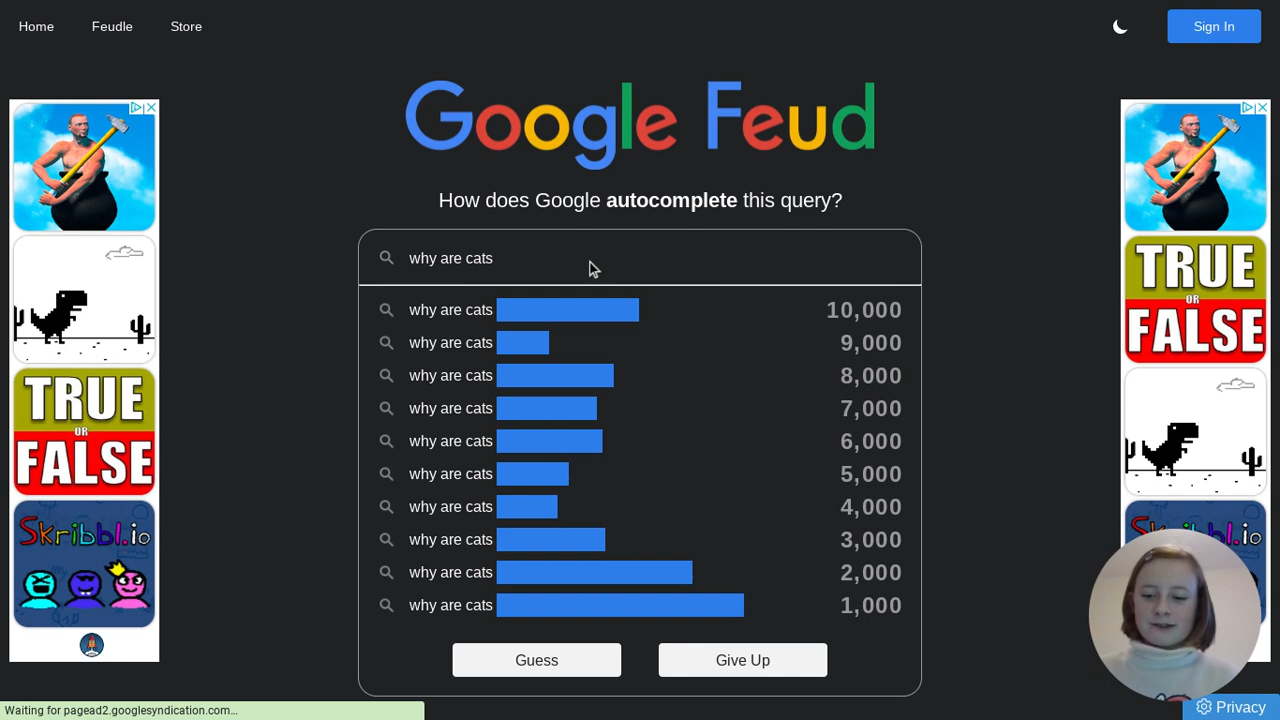 Home
Feudle
Store
Sign In
Google Feud
How does Google autocomplete this query?
why are cats
why are cats 10,000
why are cats 9,000
why are cats 8,000
why are cats 7,000
why are cats 6,000
why are cats 5,000
why are cats 4,000
why are cats 3,000
why are cats 2,000
why are cats 1,000
Guess
Give Up
TRUE
OR
FALSE
Skribbl.io
TRUE
OR
FALSE
Skribbl.io
Waiting for pagead2.googlesyndication.com...
Privacy